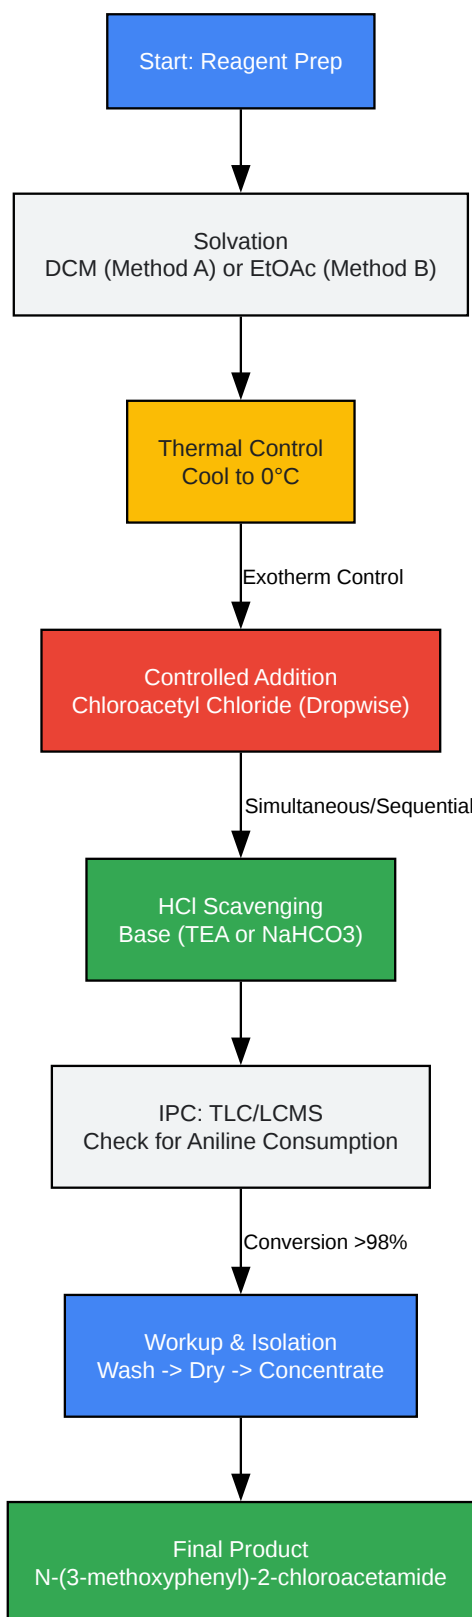 Start: Reagent Prep
Solvation
DCM (Method A) or EtOAc (Method B)
Thermal Control
Cool to 0°C
Exotherm Control
Controlled Addition
Chloroacetyl Chloride (Dropwise)
Simultaneous/Sequential
HCl Scavenging
Base (TEA or NaHCO3)
IPC: TLC/LCMS
Check for Aniline Consumption
Conversion >98%
Workup & Isolation
Wash -> Dry -> Concentrate
Final Product
N-(3-methoxyphenyl)-2-chloroacetamide